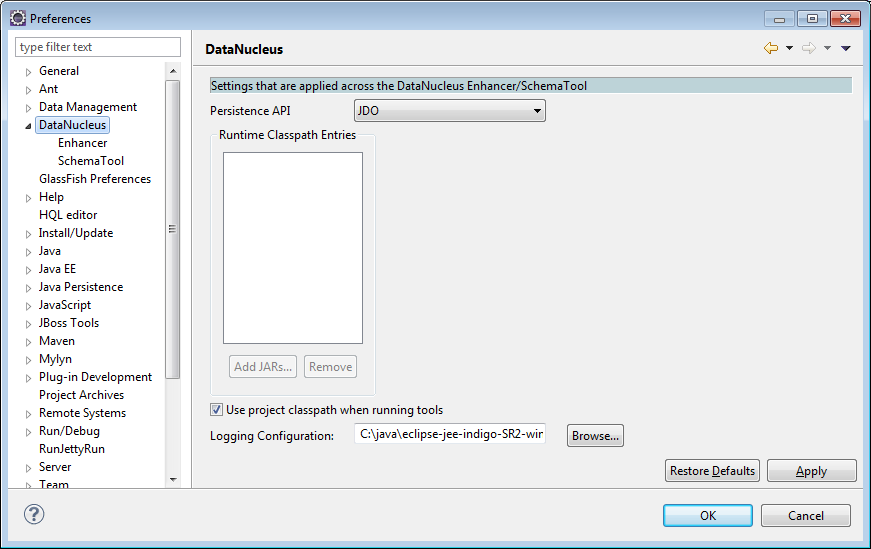 Preferences
type filter text
General
Ant
Data Management
DataNucleus
Enhancer
SchemaTool
GlassFish Preferences
Help
HQL editor
Install/Update
Java
Java EE
Java Persistence
JavaScript
JBoss Tools
Maven
Mylyn
Plug-in Development
Project Archives
Remote Systems
Run/Debug
RunJettyRun
Server
Team
DataNucleus
Settings that are applied across the DataNucleus Enhancer/SchemaTool
Persistence API JDO
Runtime Classpath Entries
Add JARs... Remove
Use project classpath when running tools
Logging Configuration: C:\java\eclipse-jee-indigo-SR2-win Browse...
Restore Defaults Apply
? OK Cancel